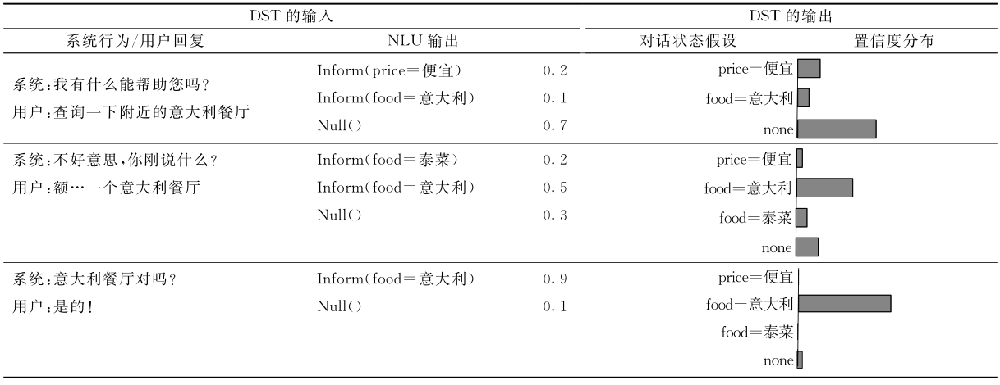 DST 的输入 DST 的输出
系统行为/用户回复 NLU 输出 对话状态假设 置信度分布
系统:我有什么能帮助您吗?
用户:查询一下附近的意大利餐厅
Inform(price=便宜) 0.2
Inform(food=意大利) 0.1
Null() 0.7
price=便宜
food=意大利
none
系统:不好意思,你刚说什么?
用户:额…一个意大利餐厅
Inform(food=泰菜) 0.2
Inform(food=意大利) 0.5
Null() 0.3
price=便宜
food=意大利
food=泰菜
none
系统:意大利餐厅对吗?
用户:是的!
Inform(food=意大利) 0.9
Null() 0.1
price=便宜
food=意大利
food=泰菜
none